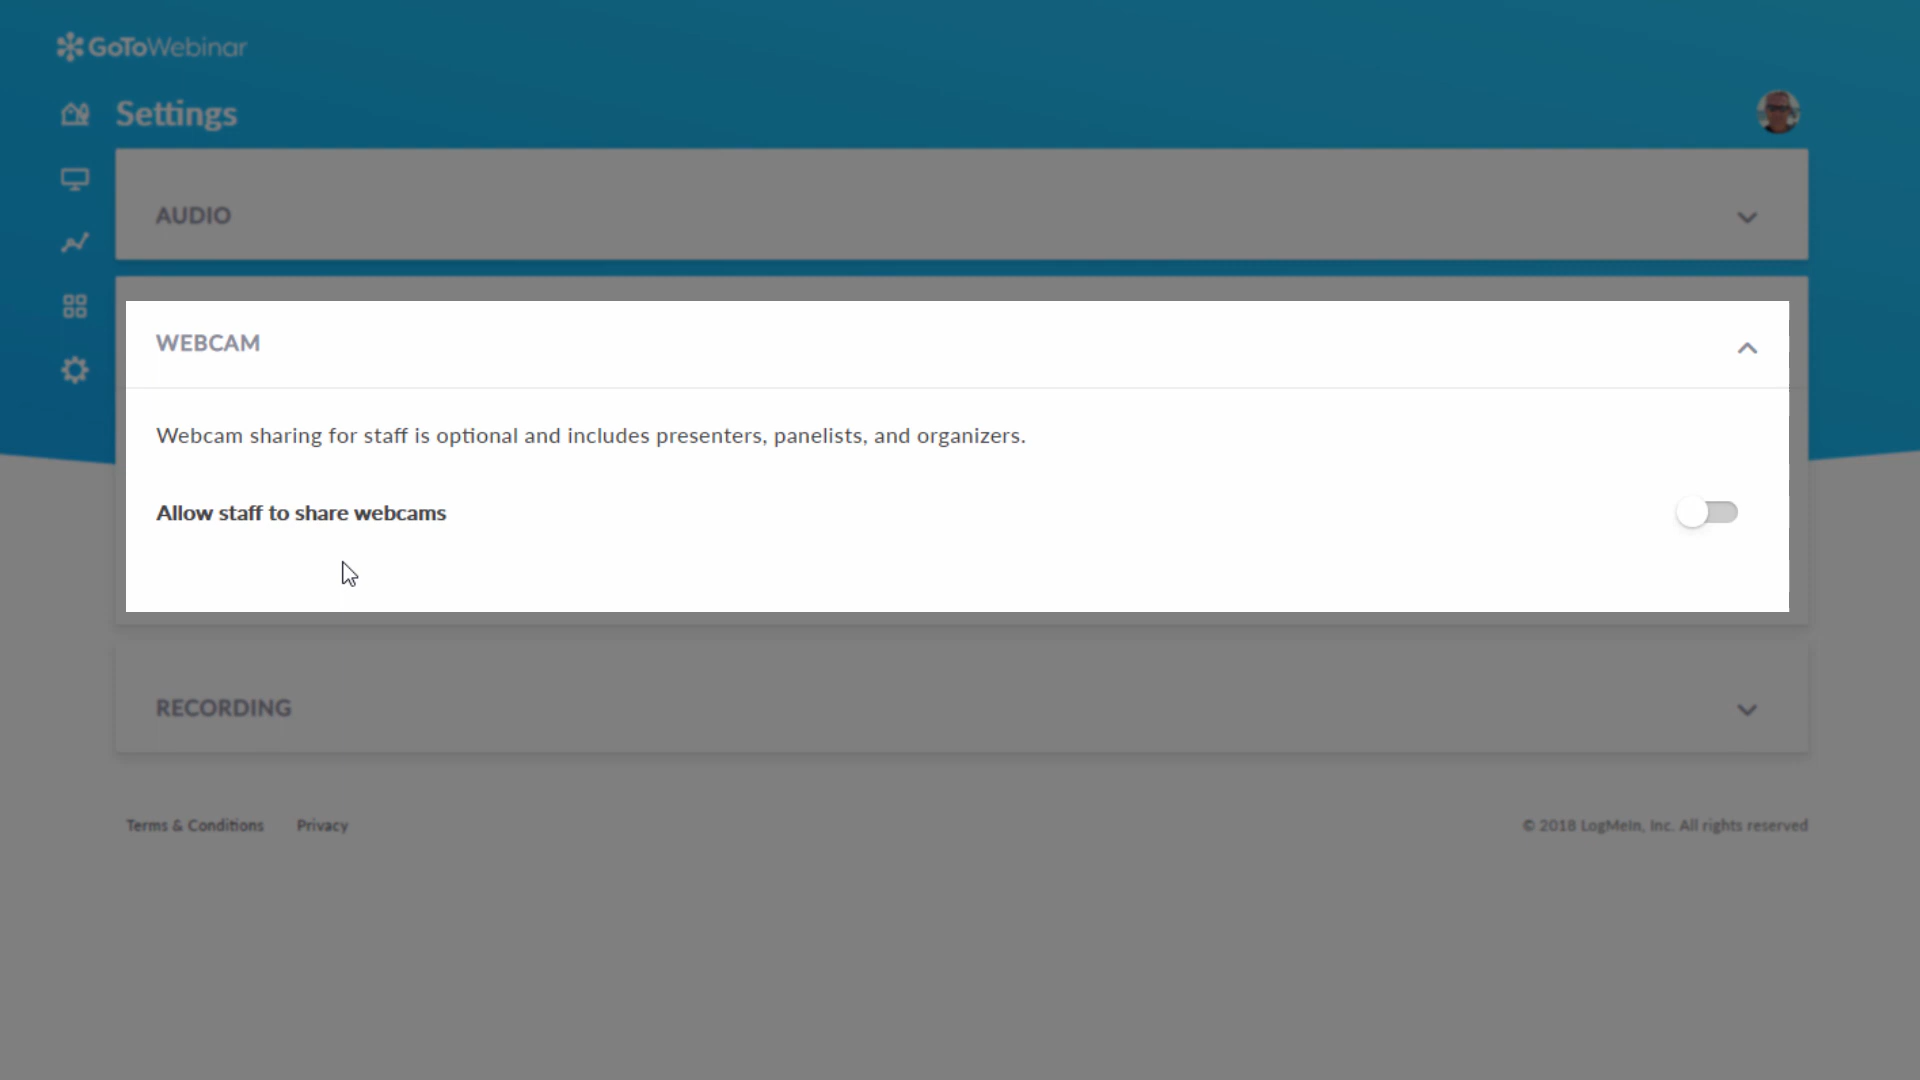 GoToWebinar
Settings
AUDIO
WEBCAM
Webcam sharing for staff is optional and includes presenters, panelists, and organizers.
Allow staff to share webcams
RECORDING
Terms & Conditions Privacy © 2018 LogMeIn, Inc. All rights reserved